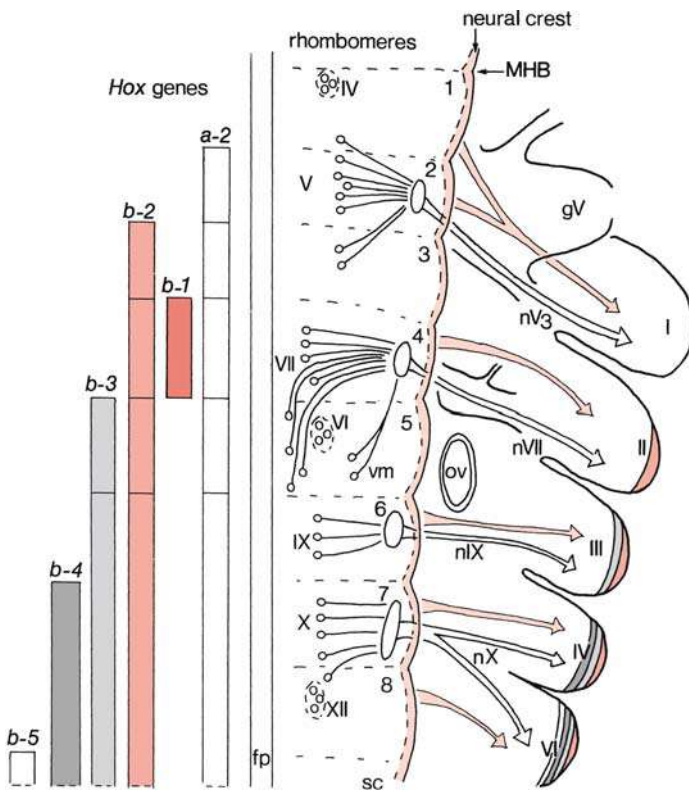 neural crest
rhombomeres
MHB
Hox genes
1
IV
a-2
2
V
b-2
gV
3
b-1
nV3
I
4
VII
b-3
VI
5
II
nVII
vm
ov
6
IX
III
nIX
b-4
7
X
IV
nX
8
XII
b-5
VI
fp
sc